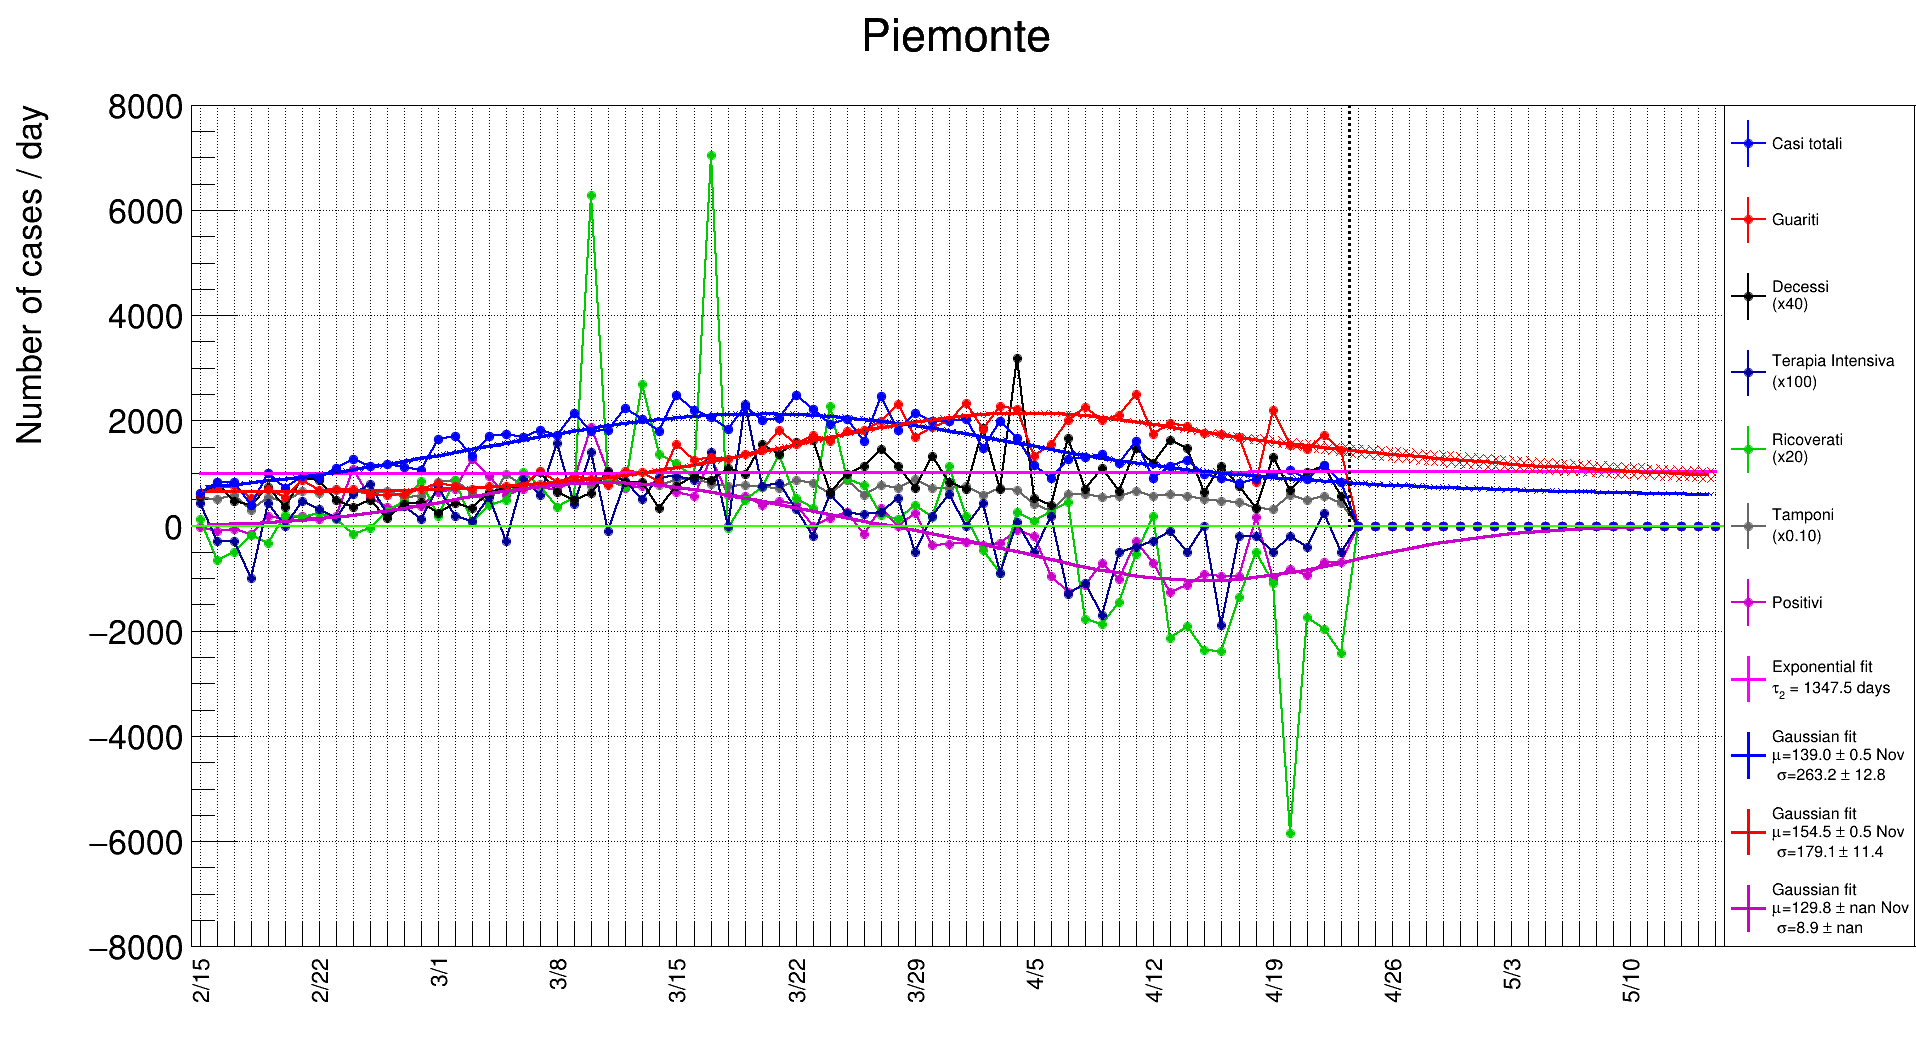 Piemonte
Number of cases / day
8000
6000
4000
2000
0
−2000
−4000
−6000
−8000
2/15
2/22
3/1
3/8
3/15
3/22
3/29
4/5
4/12
4/19
4/26
5/3
5/10
Casi totali
Guariti
Decessi
(x40)
Terapia Intensiva
(x100)
Ricoverati
(x20)
Tamponi
(x0.10)
Positivi
Exponential fit
τ2 = 1347.5 days
Gaussian fit
μ=139.0 ± 0.5 Nov
σ=263.2 ± 12.8
Gaussian fit
μ=154.5 ± 0.5 Nov
σ=179.1 ± 11.4
Gaussian fit
μ=129.8 ± nan Nov
σ=8.9 ± nan